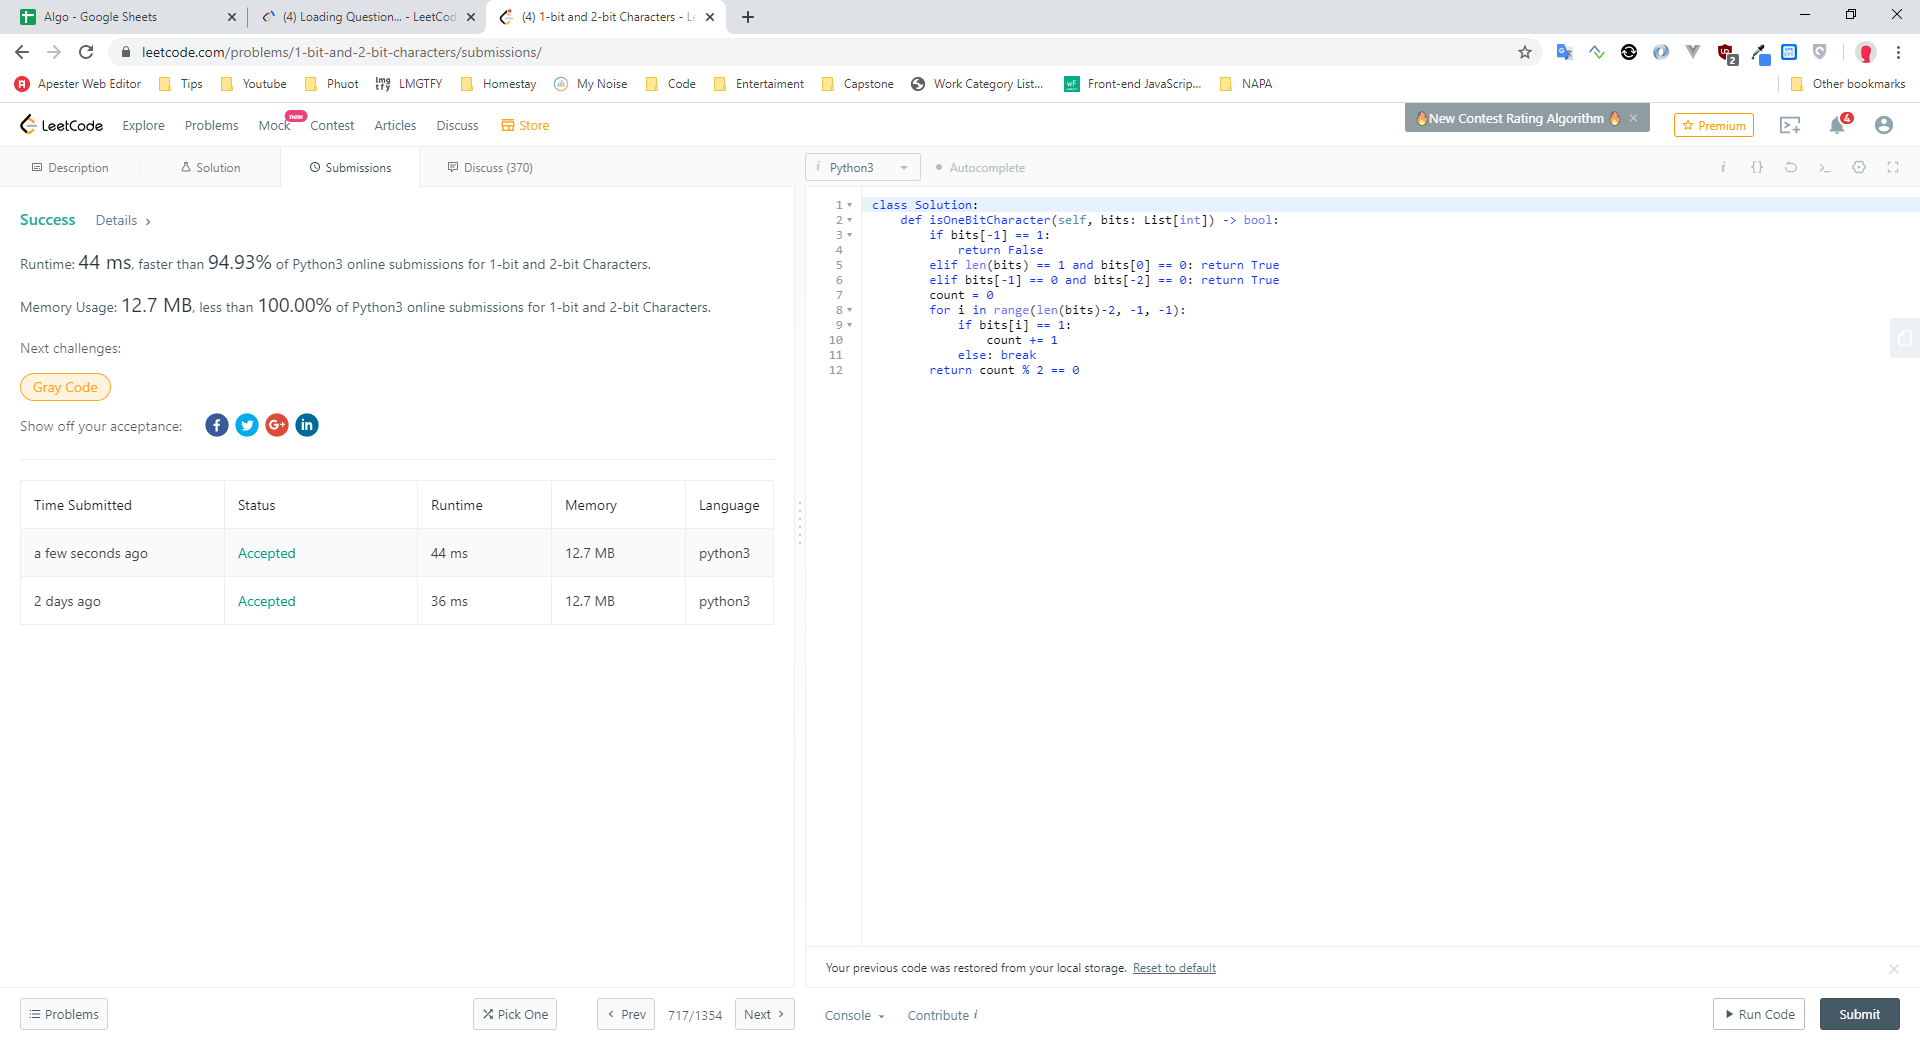 Algo - Google Sheets
(4) Loading Question... - LeetCod
(4) 1-bit and 2-bit Characters - Le
leetcode.com/problems/1-bit-and-2-bit-characters/submissions/
2
Apester Web Editor
Tips
Youtube
Phuot
LMGTFY
Homestay
My Noise
Code
Entertaiment
Capstone
Work Category List...
Front-end JavaScrip...
NAPA
Other bookmarks
LeetCode
Explore
Problems
Mock
new
Contest
Articles
Discuss
Store
New Contest Rating Algorithm
Premium
4
Description
Solution
Submissions
Discuss (370)
i Python3
Autocomplete
Success
Details
Runtime: 44 ms, faster than 94.93% of Python3 online submissions for 1-bit and 2-bit Characters.
Memory Usage: 12.7 MB, less than 100.00% of Python3 online submissions for 1-bit and 2-bit Characters.
Next challenges:
Gray Code
Show off your acceptance:
Time Submitted Status Runtime Memory Language
a few seconds ago Accepted 44 ms 12.7 MB python3
2 days ago Accepted 36 ms 12.7 MB python3
1 class Solution:
2 def isOneBitCharacter(self, bits: List[int]) -> bool:
3 if bits[-1] == 1:
4 return False
5 elif len(bits) == 1 and bits[0] == 0: return True
6 elif bits[-1] == 0 and bits[-2] == 0: return True
7 count = 0
8 for i in range(len(bits)-2, -1, -1):
9 if bits[i] == 1:
10 count += 1
11 else: break
12 return count % 2 == 0
Your previous code was restored from your local storage. Reset to default
Problems
Pick One
Prev
717/1354
Next
Console
Contribute i
Run Code
Submit